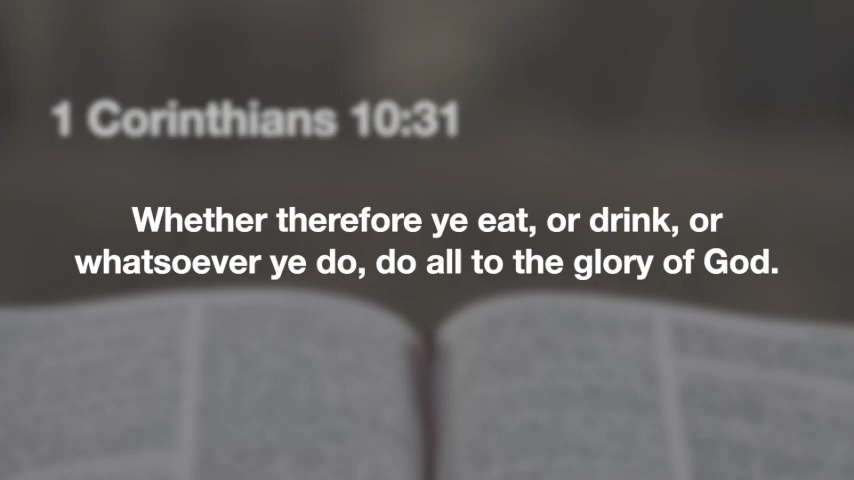 1 Corinthians 10:31
Whether therefore ye eat, or drink, or
whatsoever ye do, do all to the glory of God.